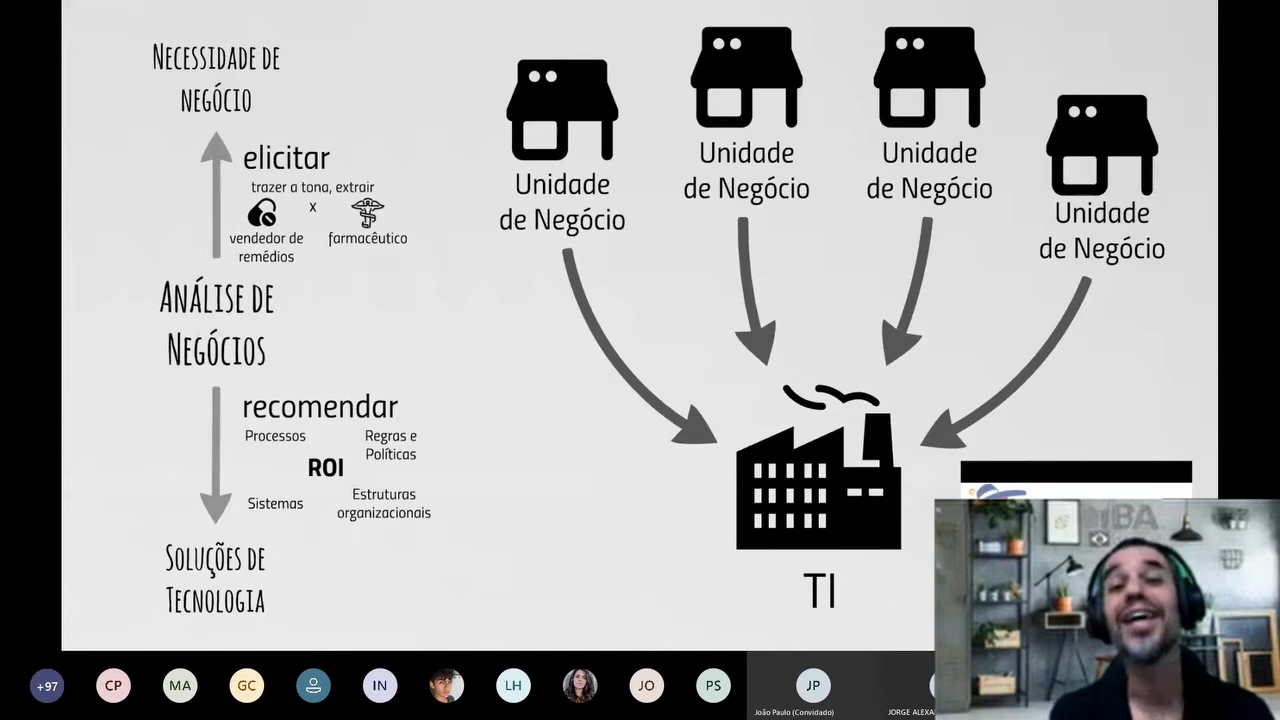 Necessidade de
negócio
elicitar
trazer a tona, extrair
x
vendedor de
remédios
farmacêutico
Análise de
Negócios
recomendar
Processos
Regras e
Políticas
ROI
Sistemas
Estruturas
organizacionais
Soluções de
Tecnologia
Unidade
de Negócio
Unidade
de Negócio
Unidade
de Negócio
Unidade
de Negócio
TI
BA
+97
CP
MA
GC
IN
LH
JO
PS
JP
João Paulo (Convidado)
JORGE ALEXA